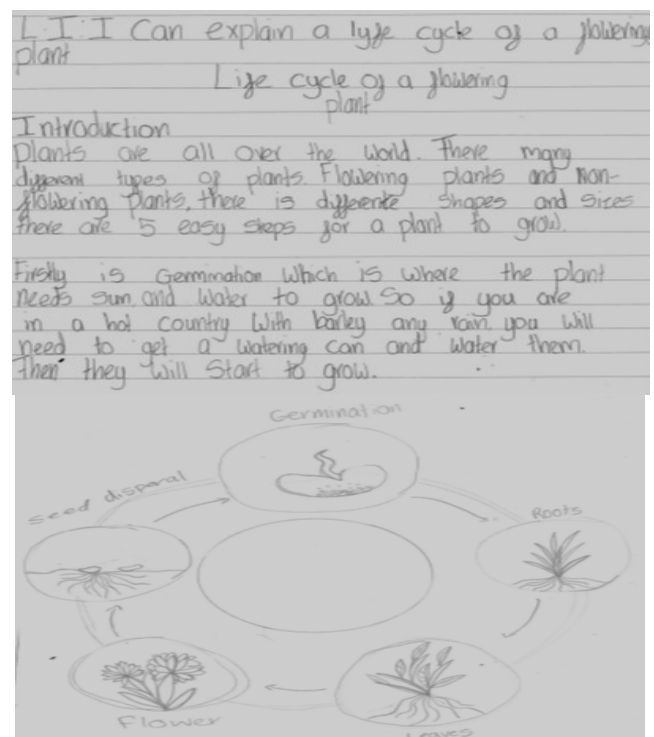 L.I: I Can explain a lyfe cycle of a flowering
plant
Life cycle of a flowering
plant
Introduction
Plants are all over the world. There many
different types of plants. Flowering plants and non-
flowering plants, there is differente shapes and sizes
there are 5 easy steps for a plant to grow.
Firstly is Germination which is where the plant
needs sun, and water to grow. So if you are
in a hot country With barley any rain you will
need to get a watering can and water them.
Then they will Start to grow.
Germination
Seed disparal
Roots
Flower
Leaves